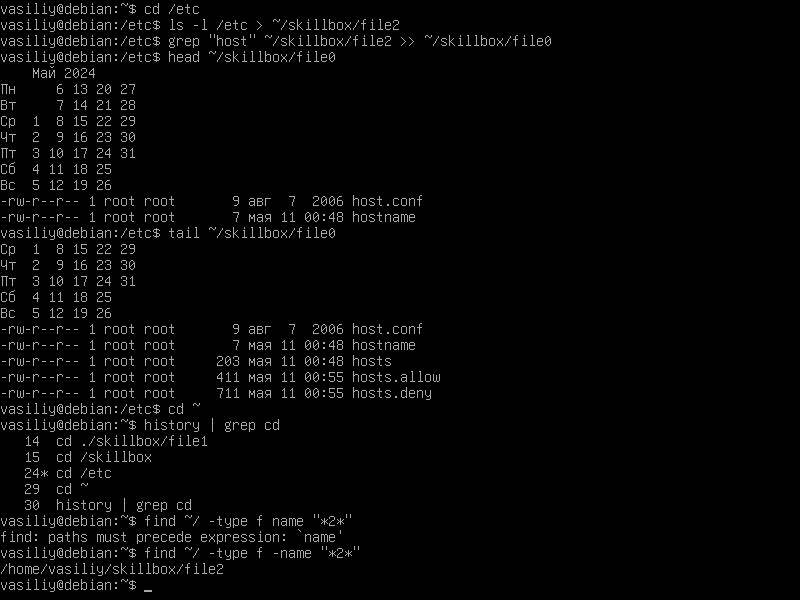 vasiliy@debian:~$ cd /etc
vasiliy@debian:/etc$ ls -l /etc > ~/skillbox/file2
vasiliy@debian:/etc$ grep "host" ~/skillbox/file2 >> ~/skillbox/file0
vasiliy@debian:/etc$ head ~/skillbox/file0
    Май 2024
Пн     6 13 20 27
Вт     7 14 21 28
Ср  1  8 15 22 29
Чт  2  9 16 23 30
Пт  3 10 17 24 31
Сб  4 11 18 25
Вс  5 12 19 26
-rw-r--r-- 1 root root       9 авг  7  2006 host.conf
-rw-r--r-- 1 root root       7 мая 11 00:48 hostname
vasiliy@debian:/etc$ tail ~/skillbox/file0
Ср  1  8 15 22 29
Чт  2  9 16 23 30
Пт  3 10 17 24 31
Сб  4 11 18 25
Вс  5 12 19 26
-rw-r--r-- 1 root root       9 авг  7  2006 host.conf
-rw-r--r-- 1 root root       7 мая 11 00:48 hostname
-rw-r--r-- 1 root root     203 мая 11 00:48 hosts
-rw-r--r-- 1 root root     411 мая 11 00:55 hosts.allow
-rw-r--r-- 1 root root     711 мая 11 00:55 hosts.deny
vasiliy@debian:/etc$ cd ~
vasiliy@debian:~$ history | grep cd
   14  cd ./skillbox/file1
   15  cd /skillbox
   24* cd /etc
   29  cd ~
   30  history | grep cd
vasiliy@debian:~$ find ~/ -type f name "*2*"
find: paths must precede expression: `name'
vasiliy@debian:~$ find ~/ -type f -name "*2*"
/home/vasiliy/skillbox/file2
vasiliy@debian:~$ _